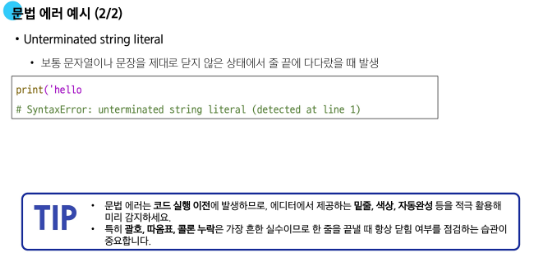 문법 에러 예시 (2/2)
• Unterminated string literal
• 보통 문자열이나 문장을 제대로 닫지 않은 상태에서 줄 끝에 다다랐을 때 발생
print('hello
# SyntaxError: unterminated string literal (detected at line 1)
TIP
• 문법 에러는 코드 실행 이전에 발생하므로, 에디터에서 제공하는 밑줄, 색상, 자동완성 등을 적극 활용해
미리 감지하세요.
• 특히 괄호, 따옴표, 콜론 누락은 가장 흔한 실수이므로 한 줄을 끝낼 때 항상 닫힘 여부를 점검하는 습관이
중요합니다.